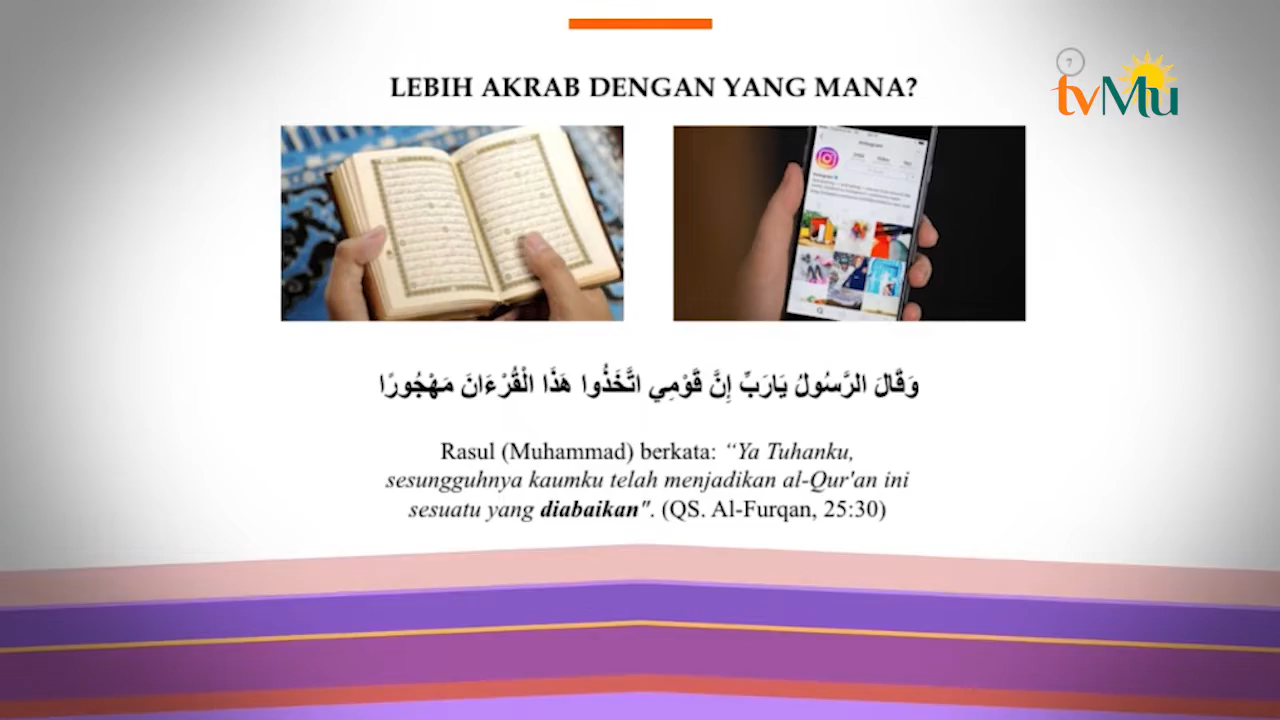 LEBIH AKRAB DENGAN YANG MANA?
tvMu
Instagram
وَقَالَ الرَّسُولُ يَارَبِّ إِنَّ قَوْمِي اتَّخَذُوا هَذَا الْقُرْءَانَ مَهْجُورًا
Rasul (Muhammad) berkata: “Ya Tuhanku,
sesungguhnya kaumku telah menjadikan al-Qur'an ini
sesuatu yang diabaikan". (QS. Al-Furqan, 25:30)